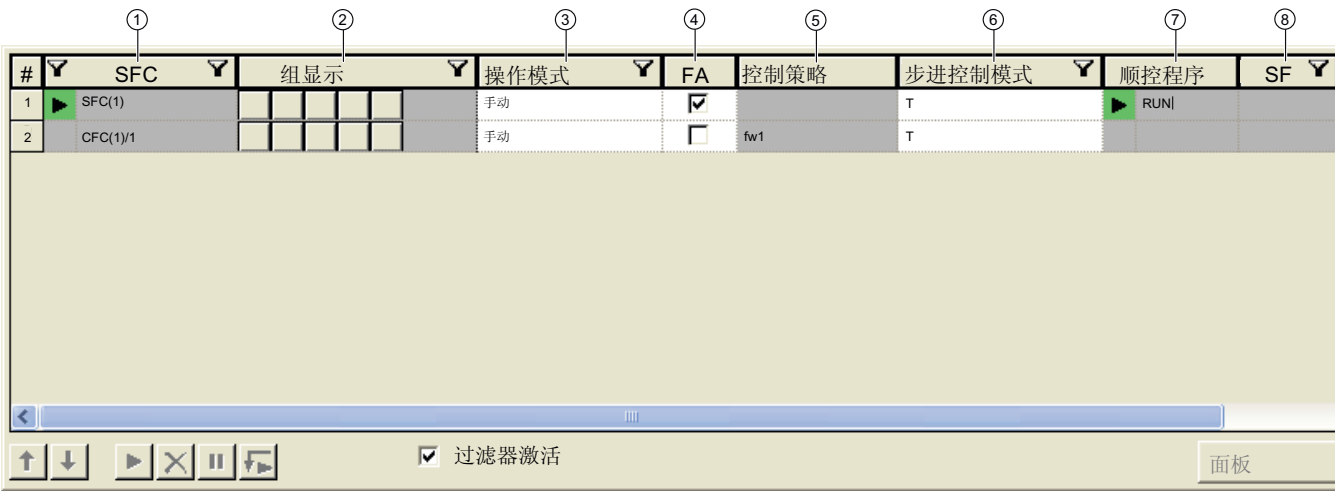 ① ② ③ ④ ⑤ ⑥ ⑦ ⑧
# SFC 组显示 操作模式 FA 控制策略 步进控制模式 顺控程序 SF
1 SFC(1) 手动 T RUN
2 CFC(1)/1 手动 fw1 T
过滤器激活 面板